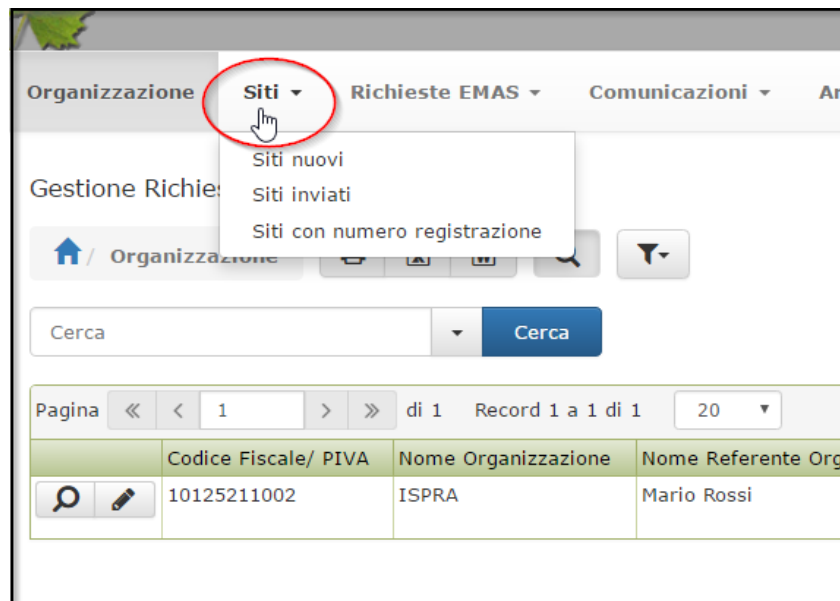 Organizzazione Siti Richieste EMAS Comunicazioni
Siti nuovi
Siti inviati
Siti con numero registrazione
Gestione
/ Organizzazione
Cerca Cerca
Pagina 1 di 1 Record 1 a 1 di 1 20
Codice Fiscale/ PIVA Nome Organizzazione Nome Referente
10125211002 ISPRA Mario Rossi